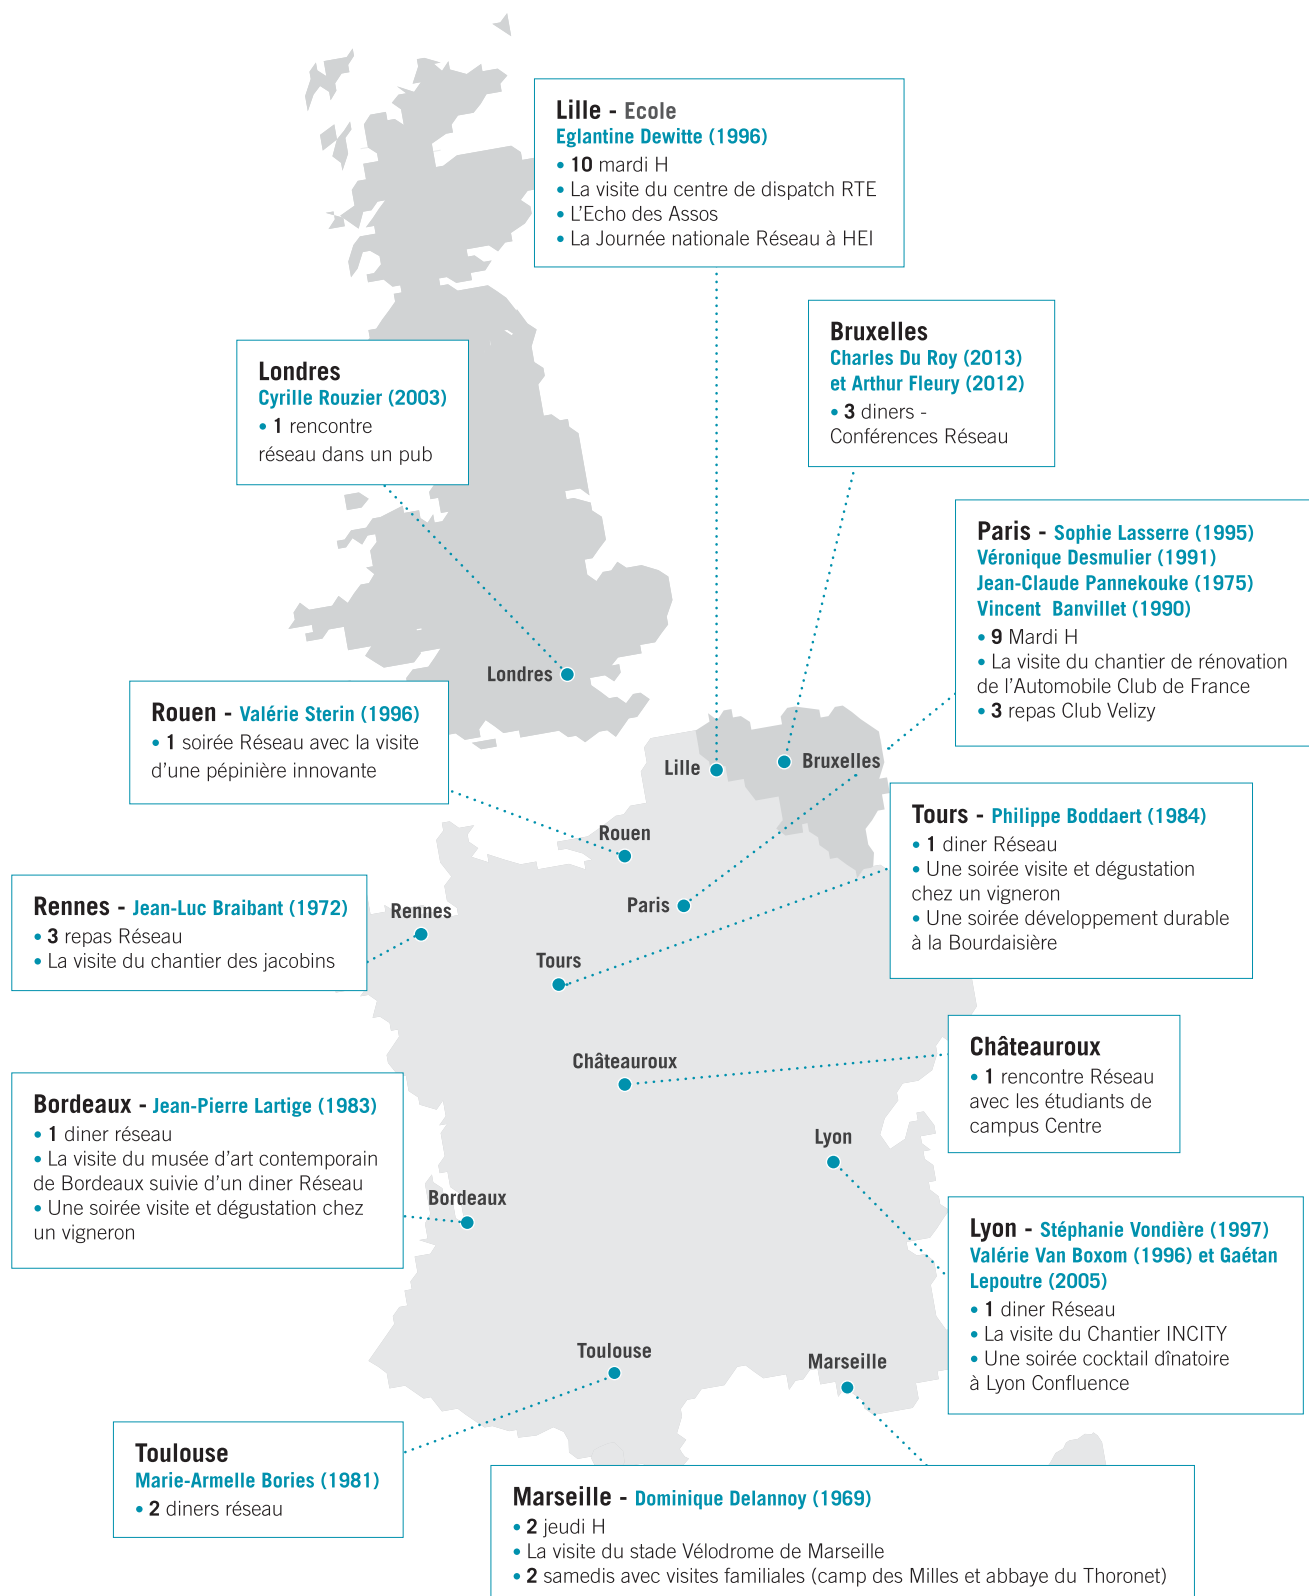 Lille - Ecole
Eglantine Dewitte (1996)
• 10 mardi H
• La visite du centre de dispatch RTE
• L'Echo des Assos
• La Journée nationale Réseau à HEI
Bruxelles
Charles Du Roy (2013)
et Arthur Fleury (2012)
• 3 diners -
Conférences Réseau
Londres
Cyrille Rouzier (2003)
• 1 rencontre
réseau dans un pub
Paris - Sophie Lasserre (1995)
Véronique Desmulier (1991)
Jean-Claude Pannekouke (1975)
Vincent Banvillet (1990)
• 9 Mardi H
• La visite du chantier de rénovation
de l'Automobile Club de France
• 3 repas Club Velizy
Londres
Rouen - Valérie Sterin (1996)
• 1 soirée Réseau avec la visite
d'une pépinière innovante
Lille
Bruxelles
Rouen
Tours - Philippe Boddaert (1984)
• 1 diner Réseau
• Une soirée visite et dégustation
chez un vigneron
• Une soirée développement durable
à la Bourdaisière
Rennes - Jean-Luc Braibant (1972)
• 3 repas Réseau
• La visite du chantier des jacobins
Rennes
Paris
Tours
Châteauroux
Châteauroux
• 1 rencontre Réseau
avec les étudiants de
campus Centre
Bordeaux - Jean-Pierre Lartige (1983)
• 1 diner réseau
• La visite du musée d'art contemporain
de Bordeaux suivie d'un diner Réseau
• Une soirée visite et dégustation chez
un vigneron
Lyon
Bordeaux
Lyon - Stéphanie Vondière (1997)
Valérie Van Boxom (1996) et Gaétan
Lepoutre (2005)
• 1 diner Réseau
• La visite du Chantier INCITY
• Une soirée cocktail dînatoire
à Lyon Confluence
Toulouse
Marseille
Toulouse
Marie-Armelle Bories (1981)
• 2 diners réseau
Marseille - Dominique Delannoy (1969)
• 2 jeudi H
• La visite du stade Vélodrome de Marseille
• 2 samedis avec visites familiales (camp des Milles et abbaye du Thoronet)